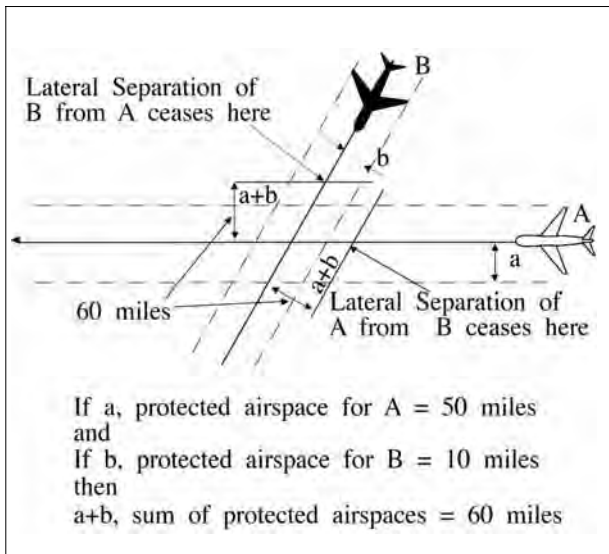 B
Lateral Separation of
B from A ceases here
b
a+b
A
a
a+b
60 miles
Lateral Separation of
A from B ceases here
If a, protected airspace for A = 50 miles
and
If b, protected airspace for B = 10 miles
then
a+b, sum of protected airspaces = 60 miles